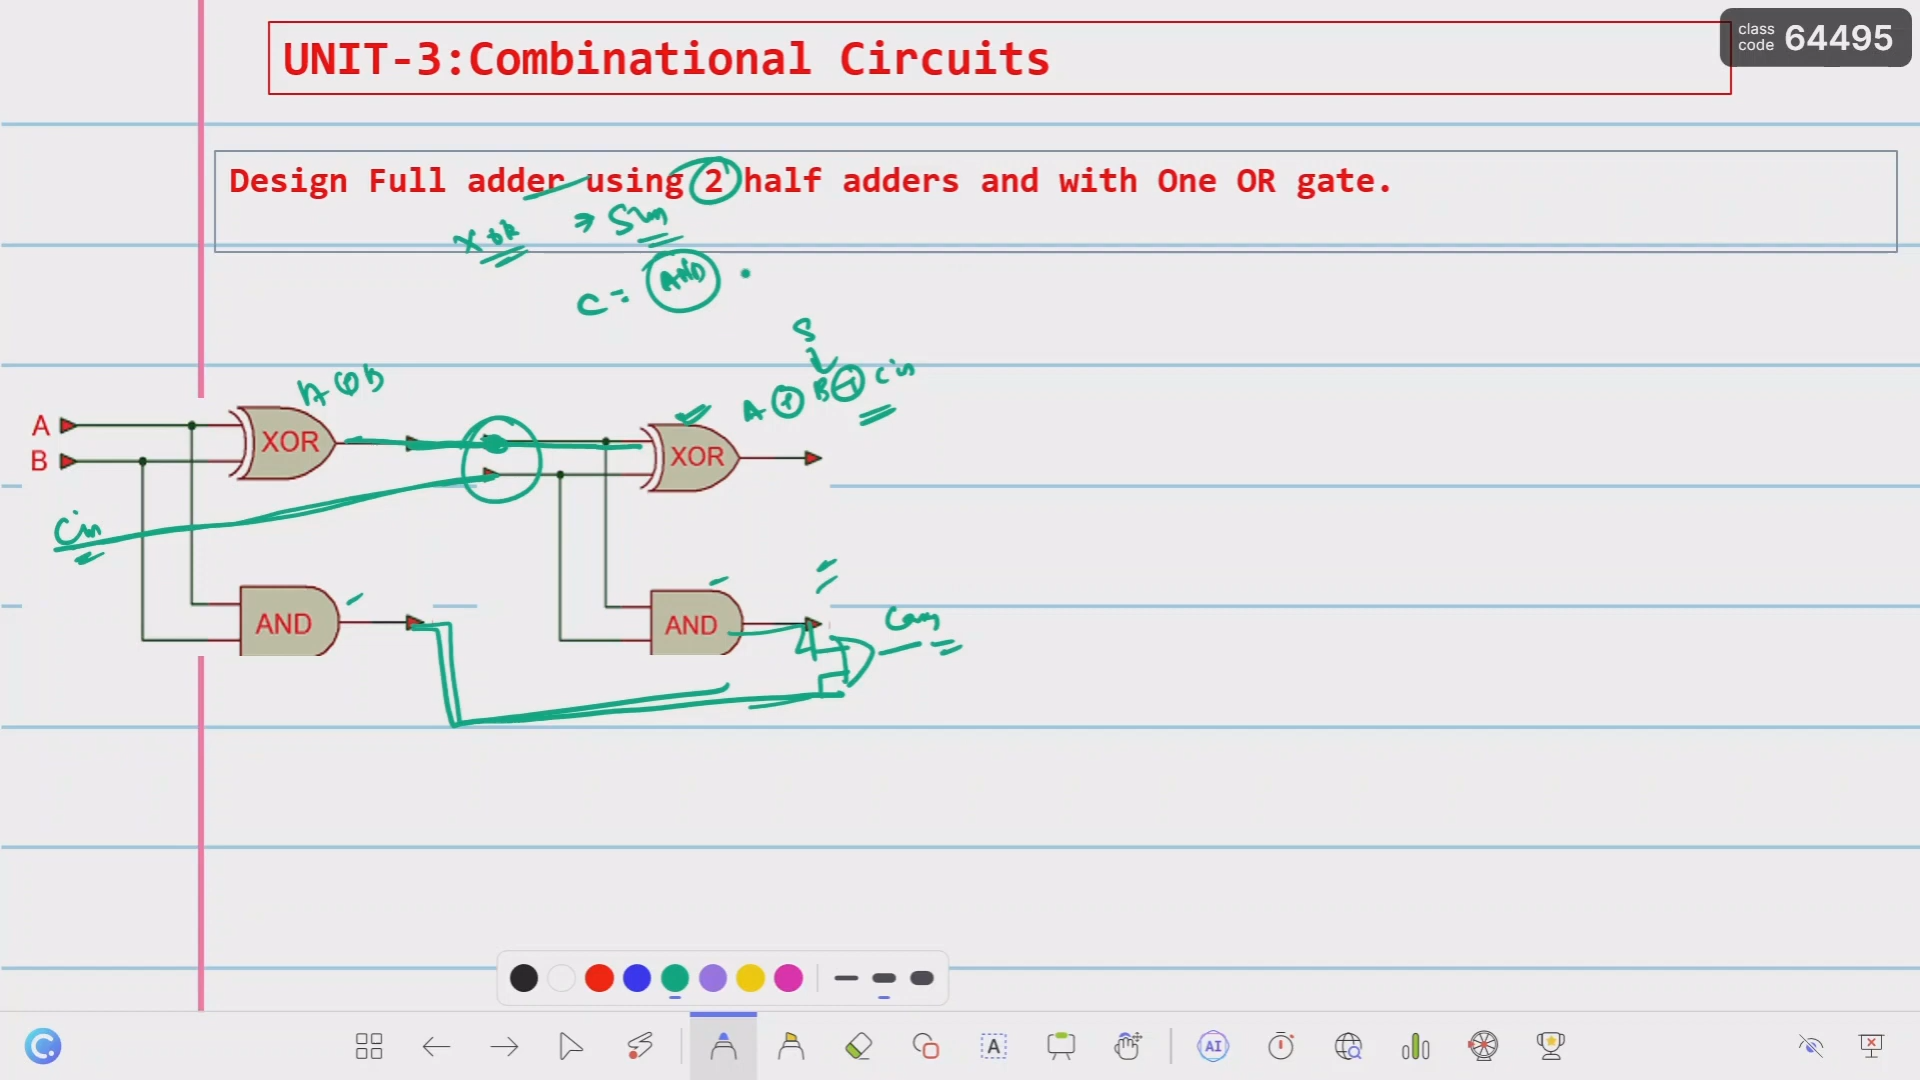 UNIT-3:Combinational Circuits
class code 64495
Design Full adder using 2 half adders and with One OR gate.
XOR → Sum
C = AND
S
A ⊕ b
A ⊕ B ⊕ Cin
A
B
XOR
XOR
Cin
AND
AND
A
AI